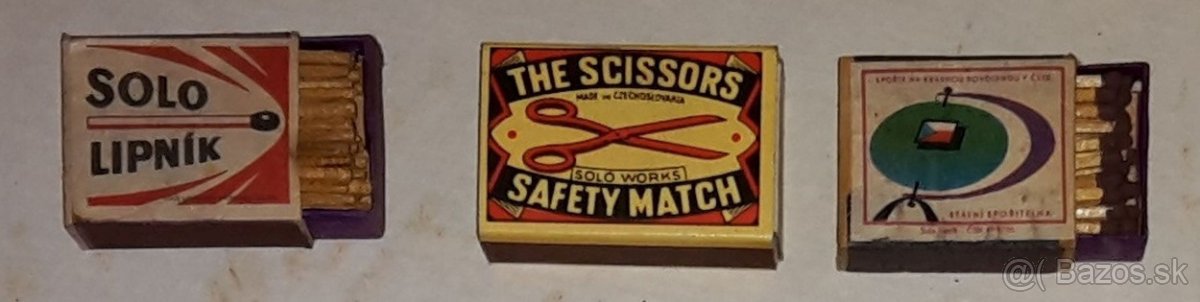 SOLO
LIPNÍK
THE SCISSORS
MADE IN CZECHOSLOVAKIA
SOLO WORKS
SAFETY MATCH
STÁTNÍ SPOŘITELNA
@( Bazos.sk